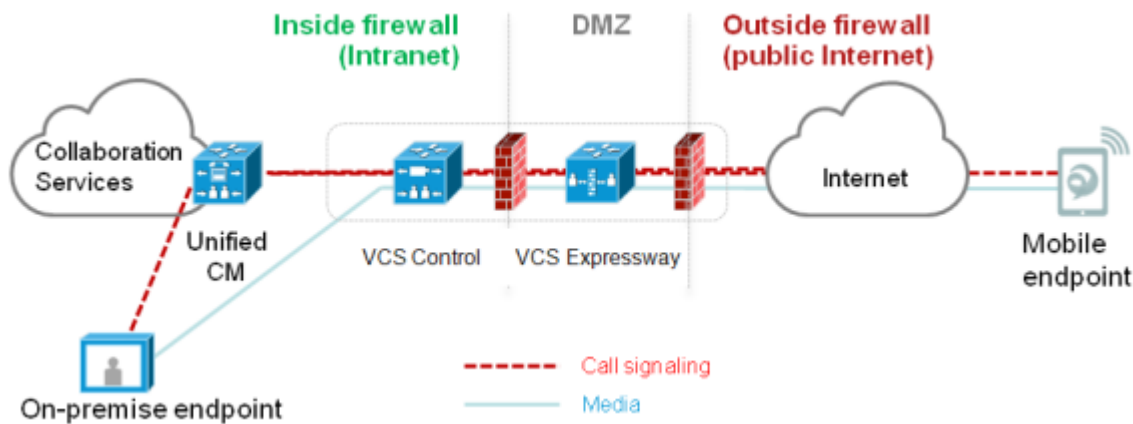 Inside firewall
(Intranet)
DMZ
Outside firewall
(public Internet)
Collaboration
Services
Unified
CM
VCS Control
VCS Expressway
Internet
Mobile
endpoint
On-premise endpoint
Call signaling
Media